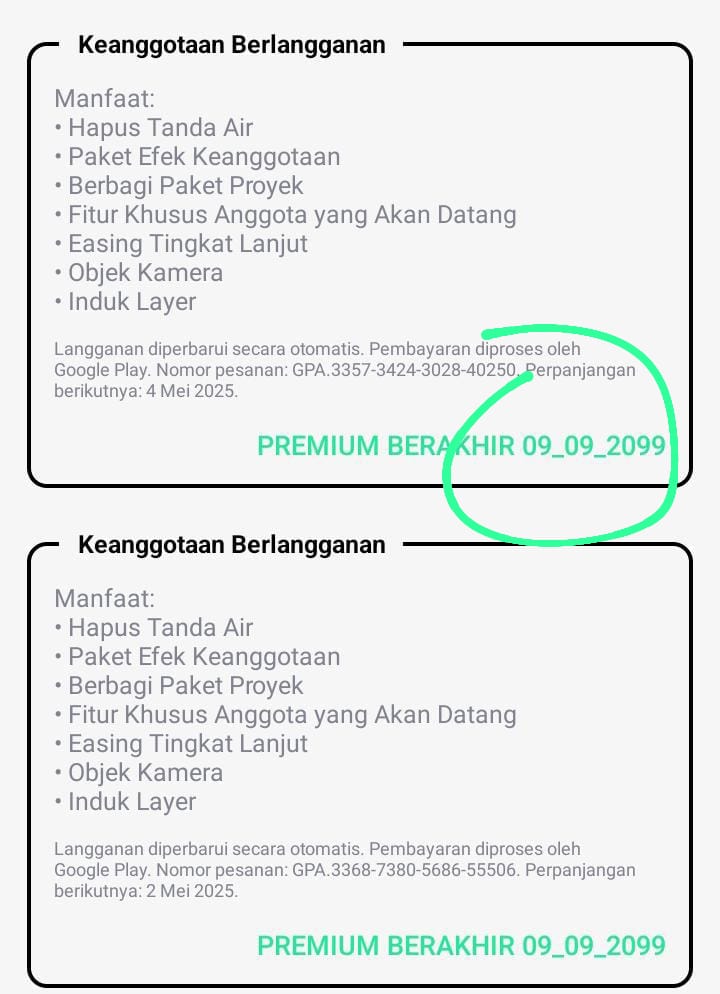 Keanggotaan Berlangganan
Manfaat:
• Hapus Tanda Air
• Paket Efek Keanggotaan
• Berbagi Paket Proyek
• Fitur Khusus Anggota yang Akan Datang
• Easing Tingkat Lanjut
• Objek Kamera
• Induk Layer
Langganan diperbarui secara otomatis. Pembayaran diproses oleh
Google Play. Nomor pesanan: GPA.3357-3424-3028-40250. Perpanjangan
berikutnya: 4 Mei 2025.
PREMIUM BERAKHIR 09_09_2099
Keanggotaan Berlangganan
Manfaat:
• Hapus Tanda Air
• Paket Efek Keanggotaan
• Berbagi Paket Proyek
• Fitur Khusus Anggota yang Akan Datang
• Easing Tingkat Lanjut
• Objek Kamera
• Induk Layer
Langganan diperbarui secara otomatis. Pembayaran diproses oleh
Google Play. Nomor pesanan: GPA.3368-7380-5686-55506. Perpanjangan
berikutnya: 2 Mei 2025.
PREMIUM BERAKHIR 09_09_2099